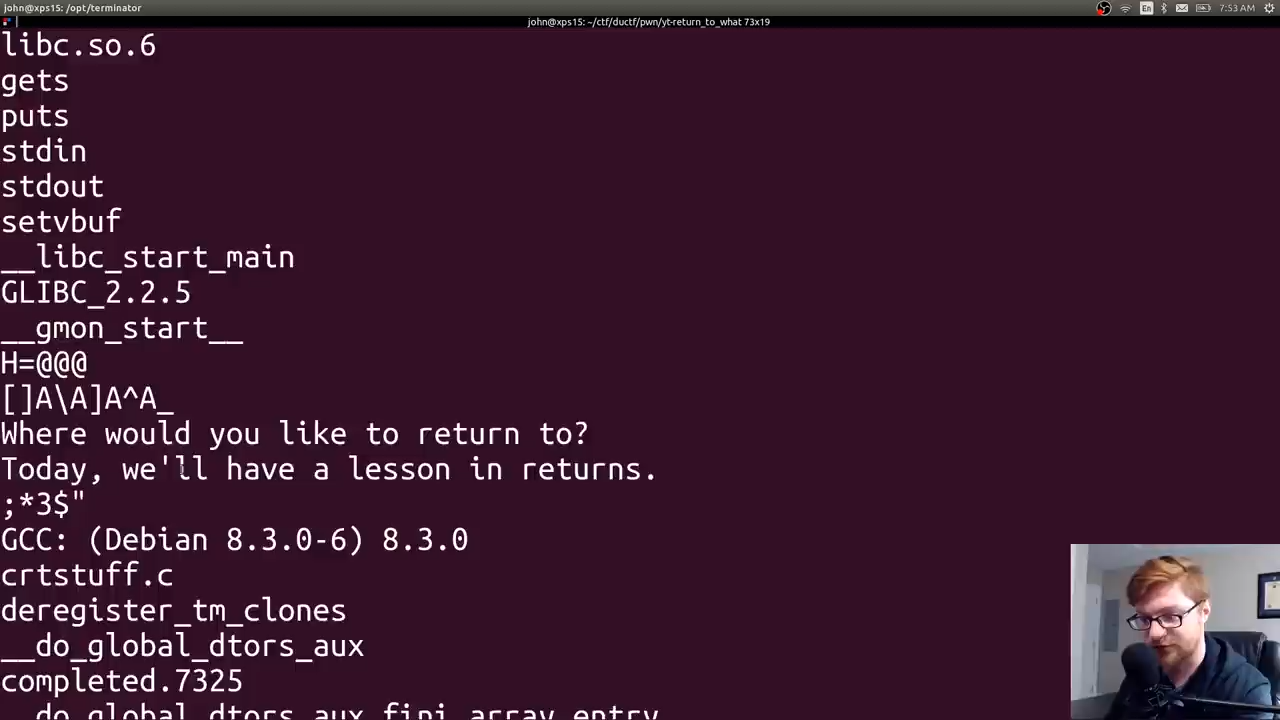 john@xps15: /opt/terminator
En
7:53 AM
john@xps15: ~/ctf/ductf/pwn/yt-return_to_what 73x19
libc.so.6
gets
puts
stdin
stdout
setvbuf
__libc_start_main
GLIBC_2.2.5
__gmon_start__
H=@@@
[]A\A]A^A_
Where would you like to return to?
Today, we'll have a lesson in returns.
;*3$"
GCC: (Debian 8.3.0-6) 8.3.0
crtstuff.c
deregister_tm_clones
__do_global_dtors_aux
completed.7325
__do_global_dtors_aux_fini_array_entry